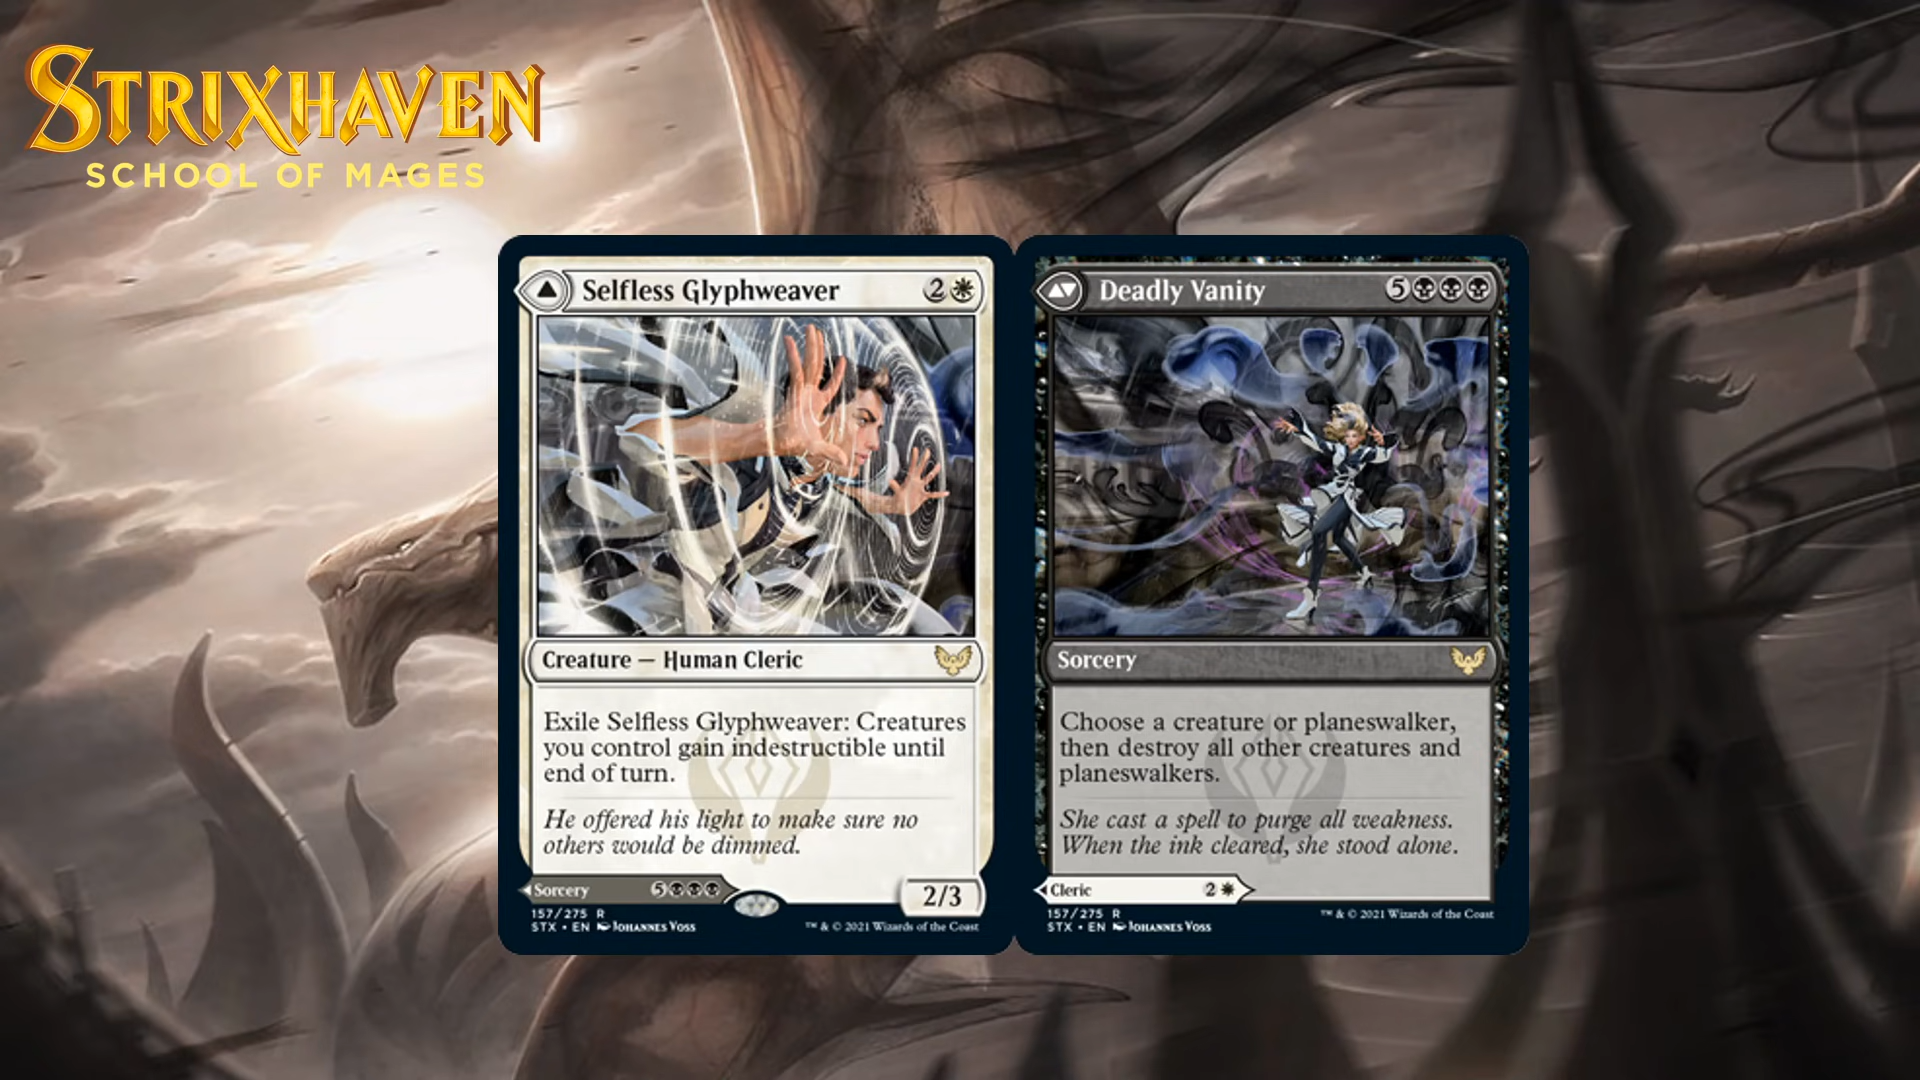 STRIXHAVEN
SCHOOL OF MAGES
Selfless Glyphweaver 2
Creature — Human Cleric
Exile Selfless Glyphweaver: Creatures
you control gain indestructible until
end of turn.
He offered his light to make sure no
others would be dimmed.
Sorcery 5
2/3
157/275 R
STX • EN Johannes Voss
™ & © 2021 Wizards of the Coast
Deadly Vanity 5
Sorcery
Choose a creature or planeswalker,
then destroy all other creatures and
planeswalkers.
She cast a spell to purge all weakness.
When the ink cleared, she stood alone.
Cleric 2
157/275 R
STX • EN Johannes Voss
™ & © 2021 Wizards of the Coast